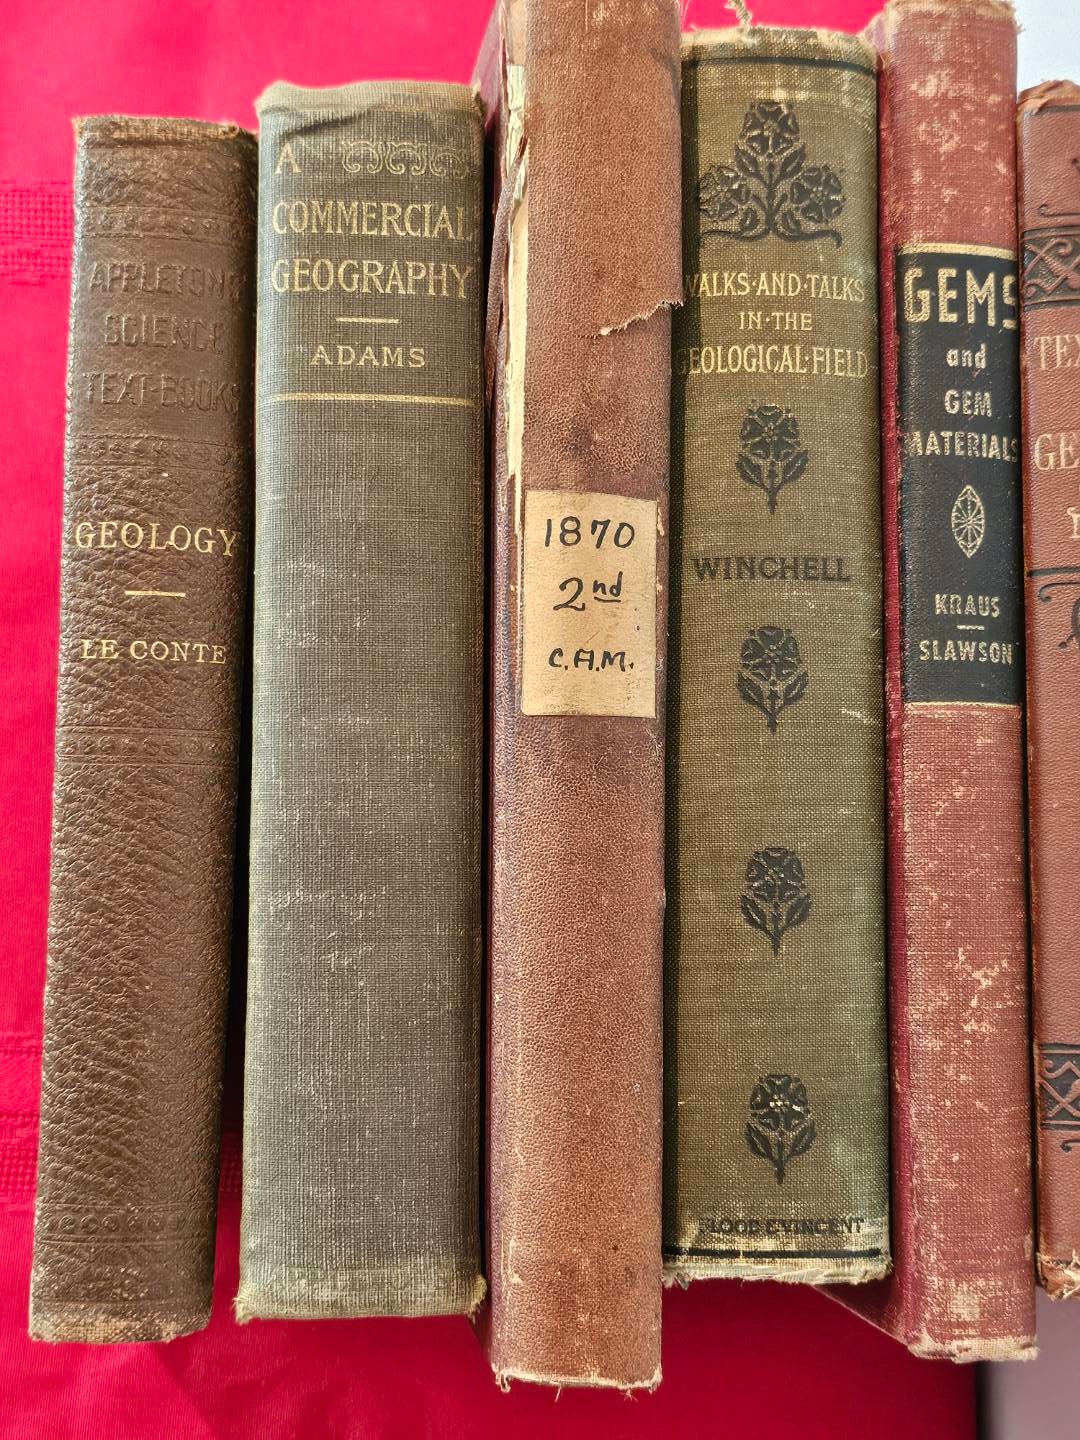 APPLETONS'
SCIENCE
TEXT-BOOKS
GEOLOGY
LE CONTE
A
COMMERCIAL
GEOGRAPHY
ADAMS
1870
2nd
C.A.M.
WALKS·AND·TALKS
IN·THE
GEOLOGICAL·FIELD
WINCHELL
FLOOD & VINCENT
GEMS
and
GEM
MATERIALS
KRAUS
SLAWSON